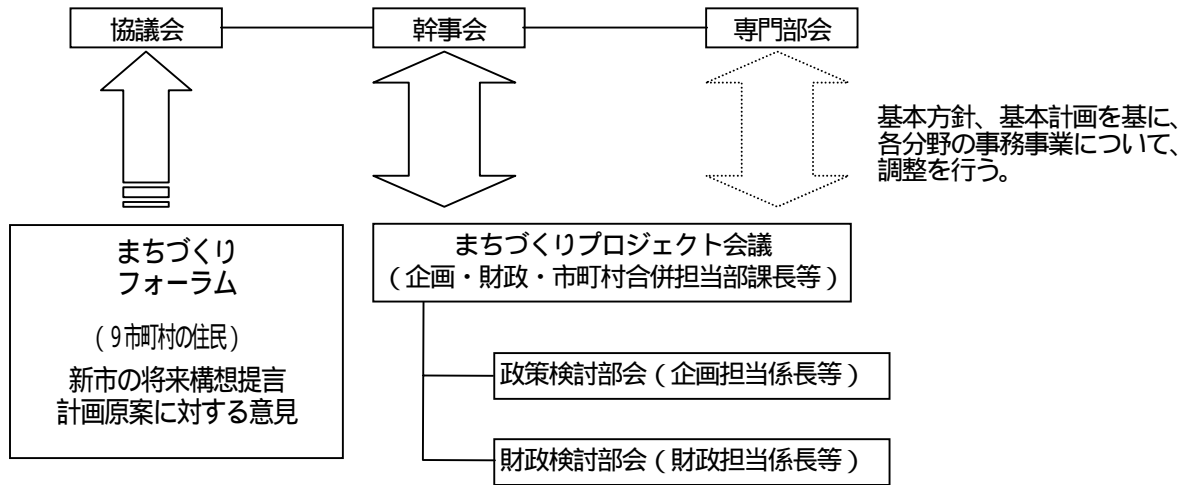 協議会
幹事会
専門部会
基本方針、基本計画を基に、
各分野の事務事業について、
調整を行う。
まちづくり
フォーラム
（９市町村の住民）
新市の将来構想提言
計画原案に対する意見
まちづくりプロジェクト会議
（企画・財政・市町村合併担当部課長等）
政策検討部会（企画担当係長等）
財政検討部会（財政担当係長等）